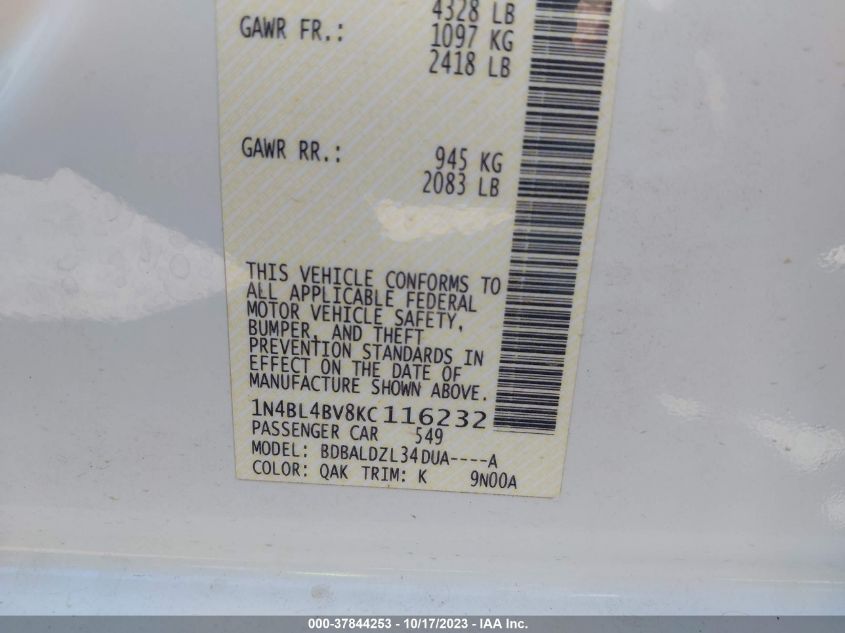 4328 LB
GAWR FR.: 1097 KG
2418 LB
GAWR RR.: 945 KG
2083 LB
THIS VEHICLE CONFORMS TO
ALL APPLICABLE FEDERAL
MOTOR VEHICLE SAFETY,
BUMPER, AND THEFT
PREVENTION STANDARDS IN
EFFECT ON THE DATE OF
MANUFACTURE SHOWN ABOVE.
1N4BL4BV8KC116232
PASSENGER CAR 549
MODEL: BDBALDZL34DUA----A
COLOR: QAK TRIM: K 9N00A
000-37844253 - 10/17/2023 - IAA Inc.